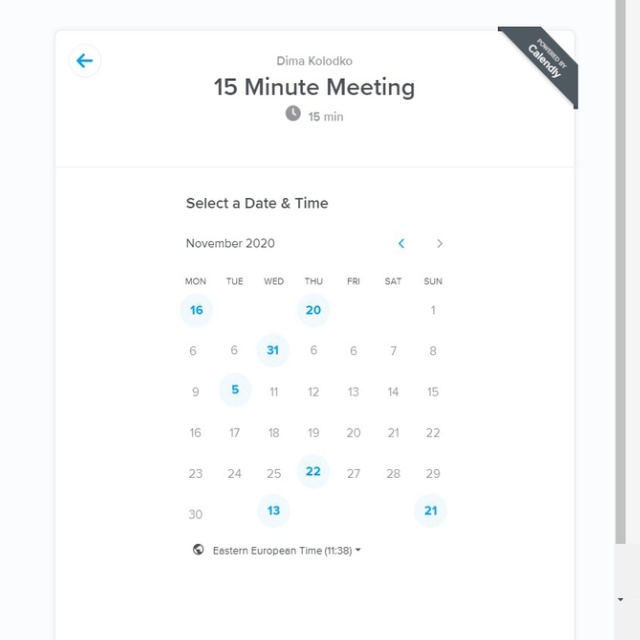 POWERED BY
Calendly
Dima Kolodko
15 Minute Meeting
15 min
Select a Date & Time
November 2020
MON TUE WED THU FRI SAT SUN
16 20 1
6 6 31 6 6 7 8
9 5 11 12 13 14 15
16 17 18 19 20 21 22
23 24 25 22 27 28 29
30 13 21
Eastern European Time (11:38)